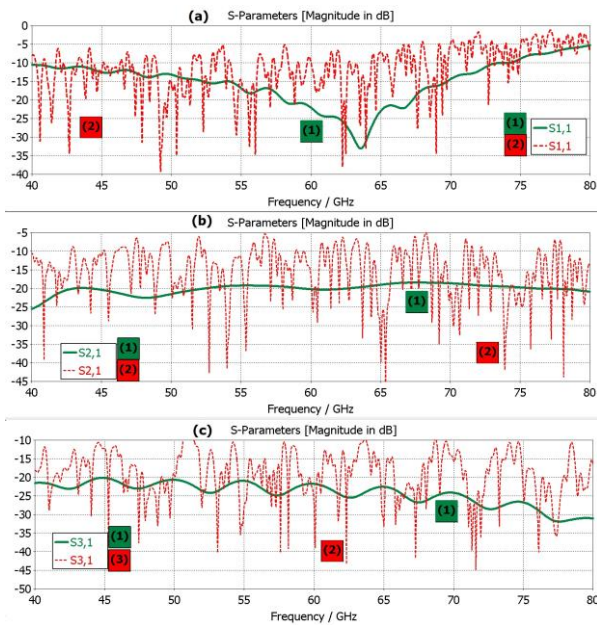 (a) S-Parameters [Magnitude in dB]
0
-5
-10
-15
-20
-25
-30
-35
-40
(2)
(1)
(1)
(2)
S1,1
S1,1
40 45 50 55 60 65 70 75 80
Frequency / GHz
(b) S-Parameters [Magnitude in dB]
-5
-10
-15
-20
-25
-30
-35
-40
-45
(1)
(1)
(2)
(2)
S2,1
S2,1
40 45 50 55 60 65 70 75 80
Frequency / GHz
(c) S-Parameters [Magnitude in dB]
-10
-15
-20
-25
-30
-35
-40
-45
-50
(1)
(1)
(3)
(2)
S3,1
S3,1
40 45 50 55 60 65 70 75 80
Frequency / GHz